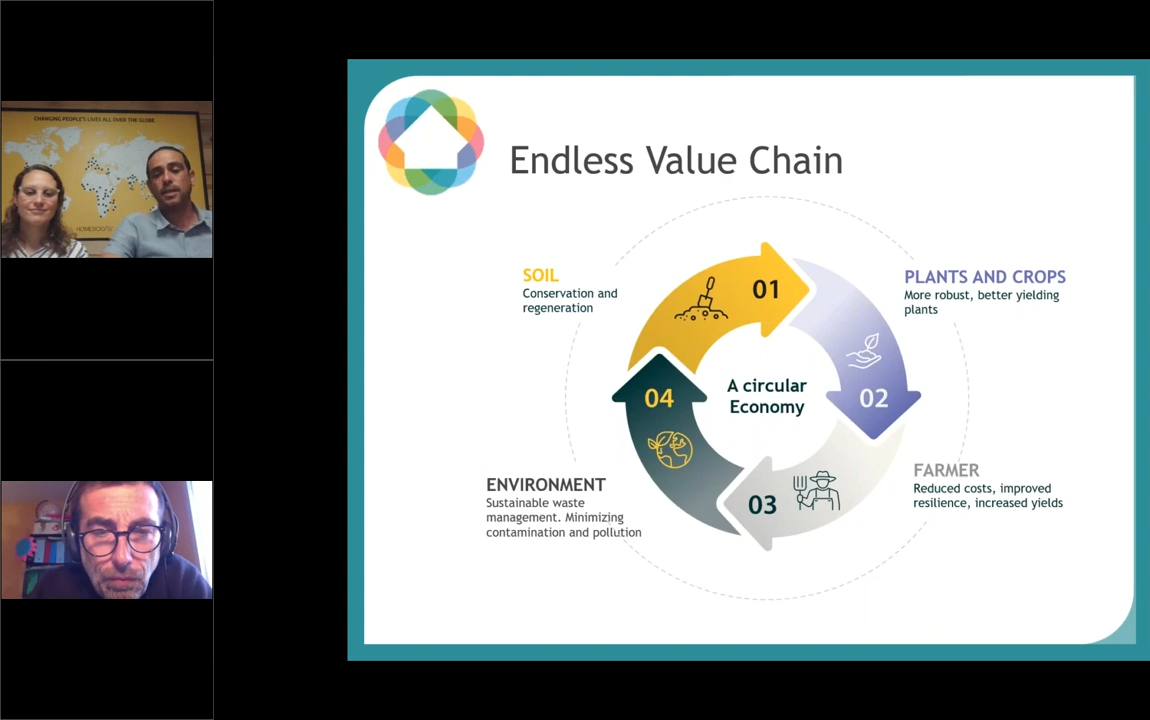 CHANGING PEOPLE'S LIVES ALL OVER THE GLOBE
Endless Value Chain
SOIL
Conservation and
regeneration
01
PLANTS AND CROPS
More robust, better yielding
plants
02
A circular
Economy
04
ENVIRONMENT
Sustainable waste
management. Minimizing
contamination and pollution
03
FARMER
Reduced costs, improved
resilience, increased yields